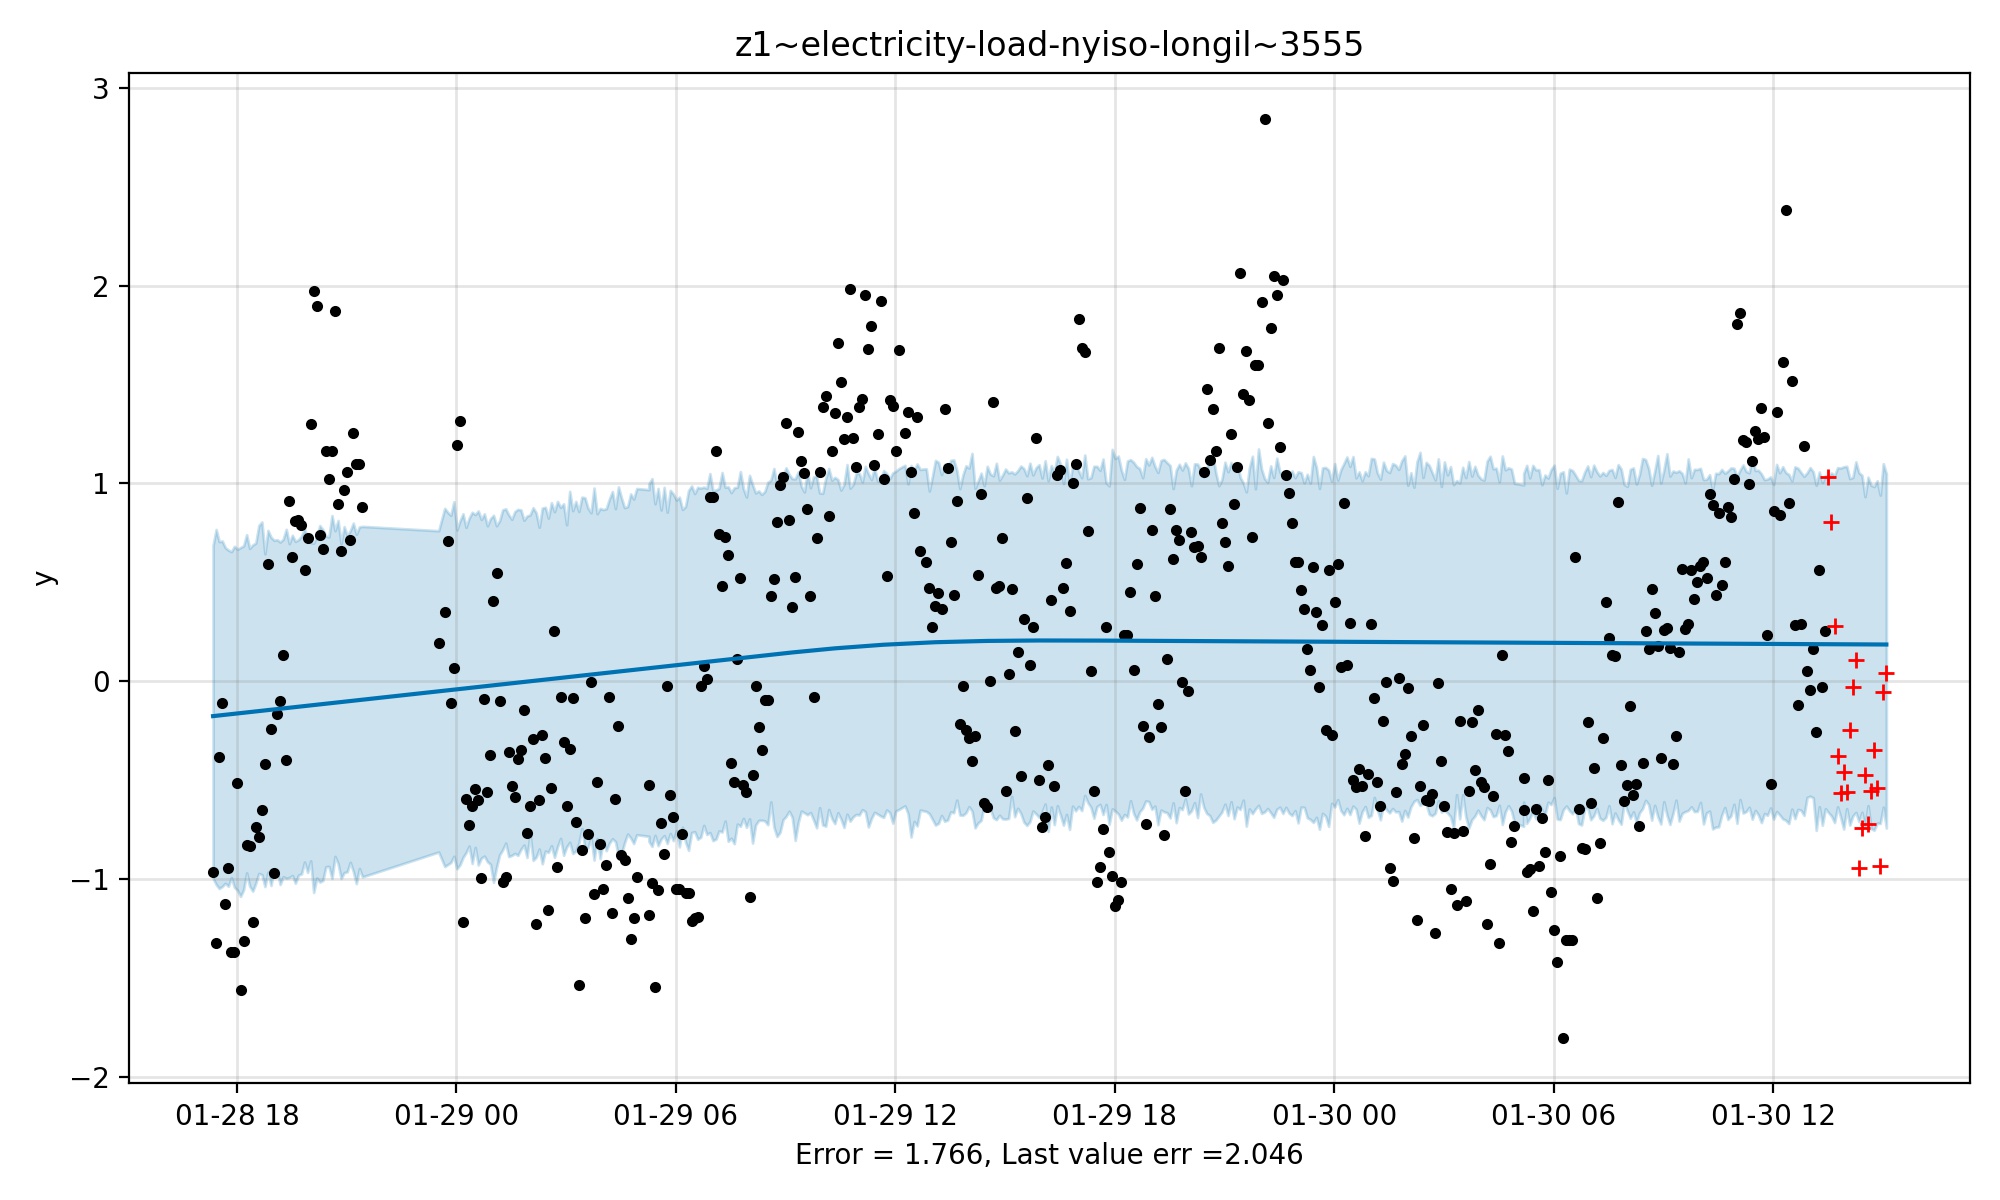 z1~electricity-load-nyiso-longil~3555
y
3
2
1
0
−1
−2
01-28 18 01-29 00 01-29 06 01-29 12 01-29 18 01-30 00 01-30 06 01-30 12
Error = 1.766, Last value err =2.046